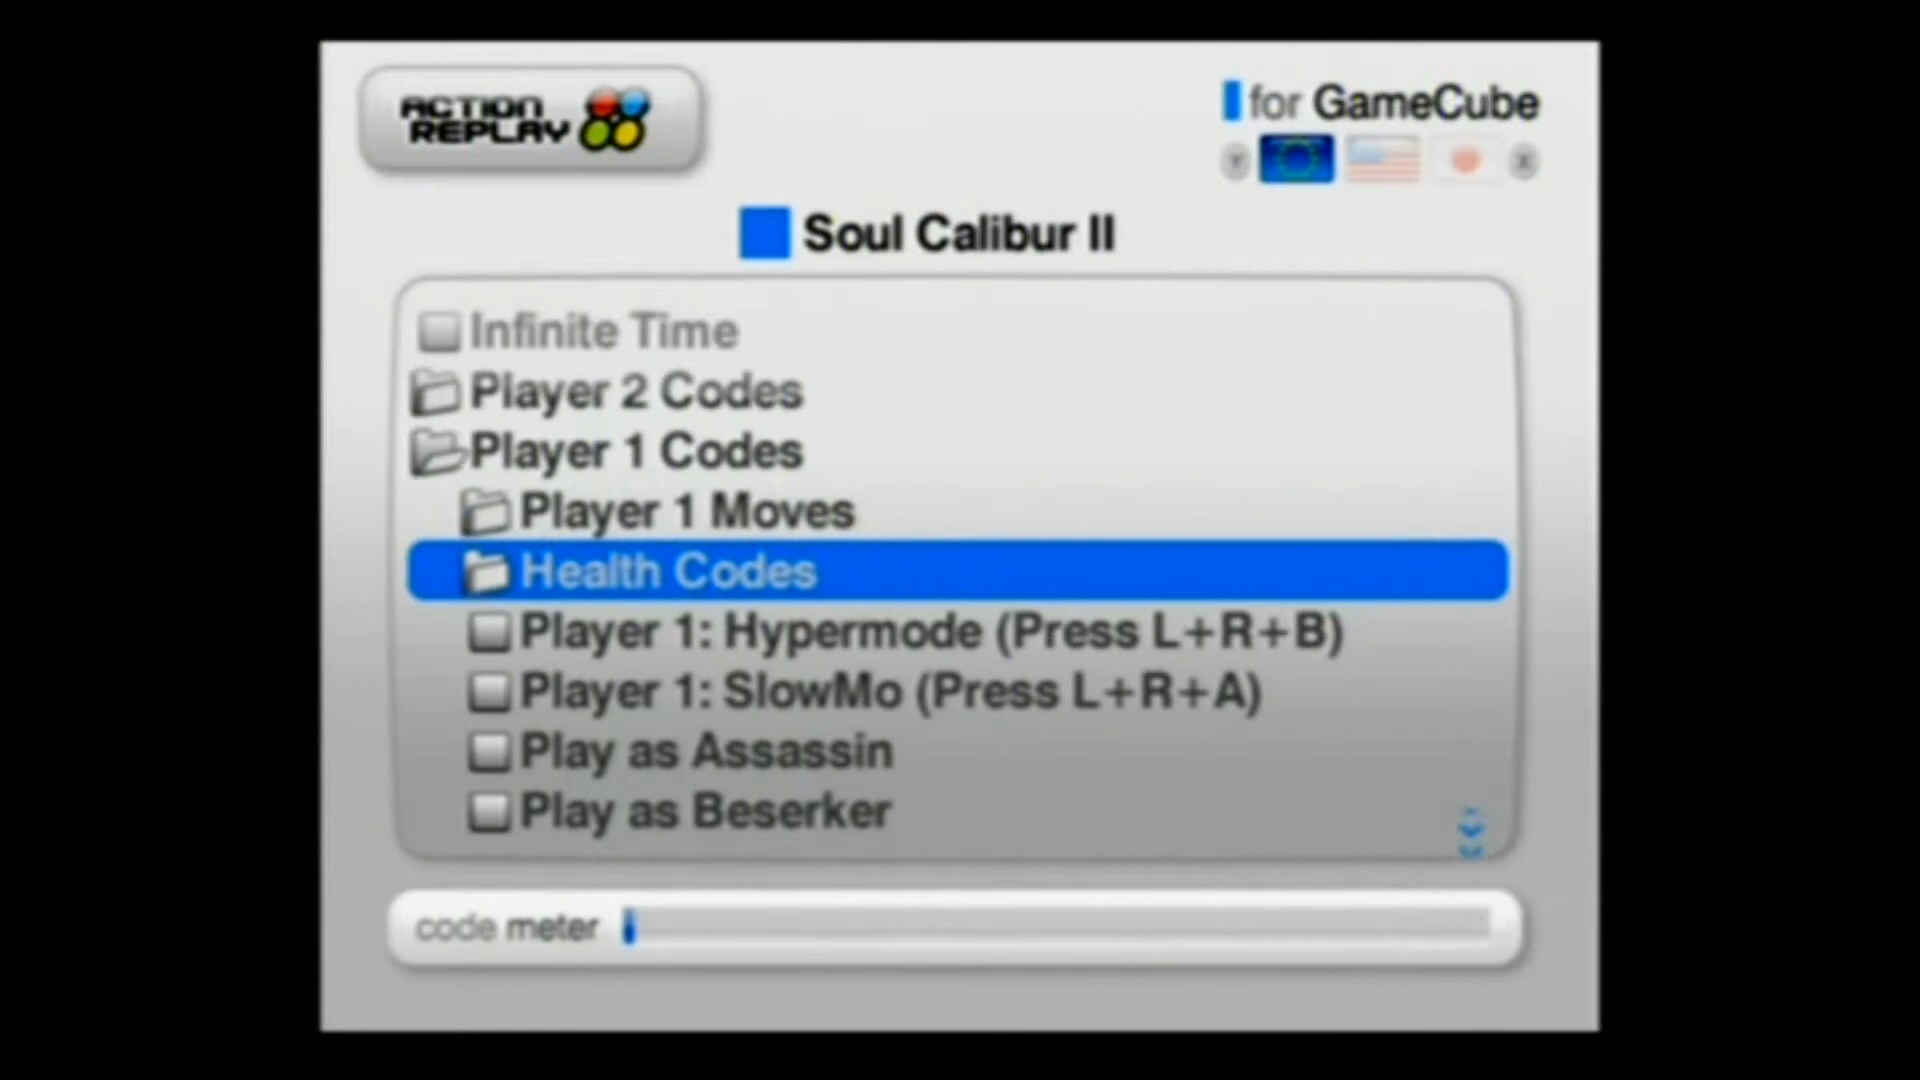 ACTION
REPLAY
for GameCube
Y
X
Soul Calibur II
Infinite Time
Player 2 Codes
Player 1 Codes
Player 1 Moves
Health Codes
Player 1: Hypermode (Press L+R+B)
Player 1: SlowMo (Press L+R+A)
Play as Assassin
Play as Beserker
code meter